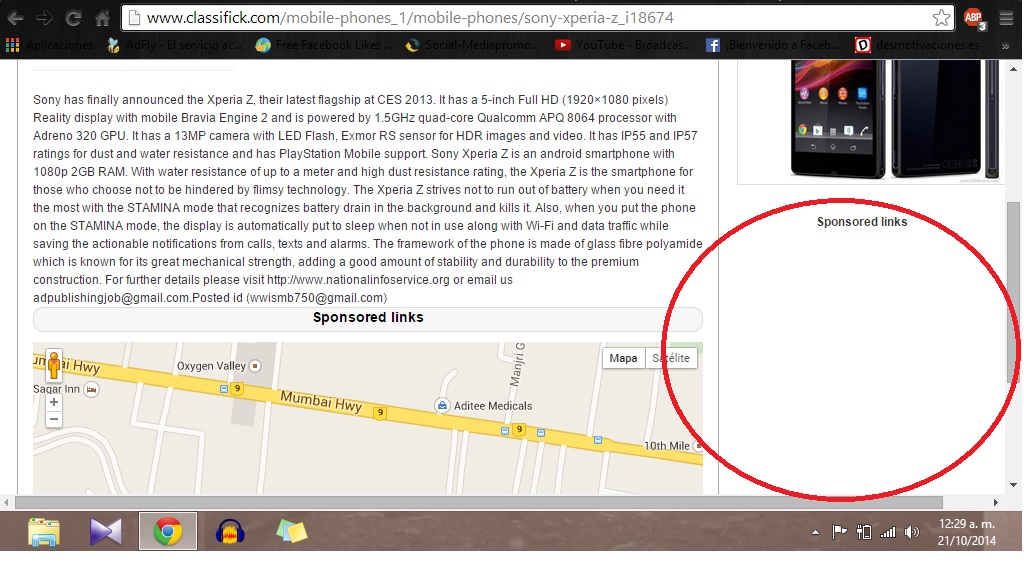 www.classifick.com/mobile-phones_1/mobile-phones/sony-xperia-z_i18674
ABP
3
Aplicaciones
AdFly - El servicio ac...
Free Facebook Likes ...
Social-Mediapromo...
YouTube - Broadcas...
¡Bienvenido a Faceb...
desmotivaciones.es
»
Sony has finally announced the Xperia Z, their latest flagship at CES 2013. It has a 5-inch Full HD (1920×1080 pixels)
Reality display with mobile Bravia Engine 2 and is powered by 1.5GHz quad-core Qualcomm APQ 8064 processor with
Adreno 320 GPU. It has a 13MP camera with LED Flash, Exmor RS sensor for HDR images and video. It has IP55 and IP57
ratings for dust and water resistance and has PlayStation Mobile support. Sony Xperia Z is an android smartphone with
1080p 2GB RAM. With water resistance of up to a meter and high dust resistance rating, the Xperia Z is the smartphone for
those who choose not to be hindered by flimsy technology. The Xperia Z strives not to run out of battery when you need it
the most with the STAMINA mode that recognizes battery drain in the background and kills it. Also, when you put the phone
on the STAMINA mode, the display is automatically put to sleep when not in use along with Wi-Fi and data traffic while
saving the actionable notifications from calls, texts and alarms. The framework of the phone is made of glass fibre polyamide
which is known for its great mechanical strength, adding a good amount of stability and durability to the premium
construction. For further details please visit http://www.nationalinfoservice.org or email us
adpublishingjob@gmail.com.Posted id (wwismb750@gmail.com)
Sponsored links
Sponsored links
Mumbai Hwy
Oxygen Valley
Manjri G
Mapa
Satélite
Sagar Inn
9
Mumbai Hwy
9
Aditee Medicals
9
10th Mile
12:29 a. m.
21/10/2014